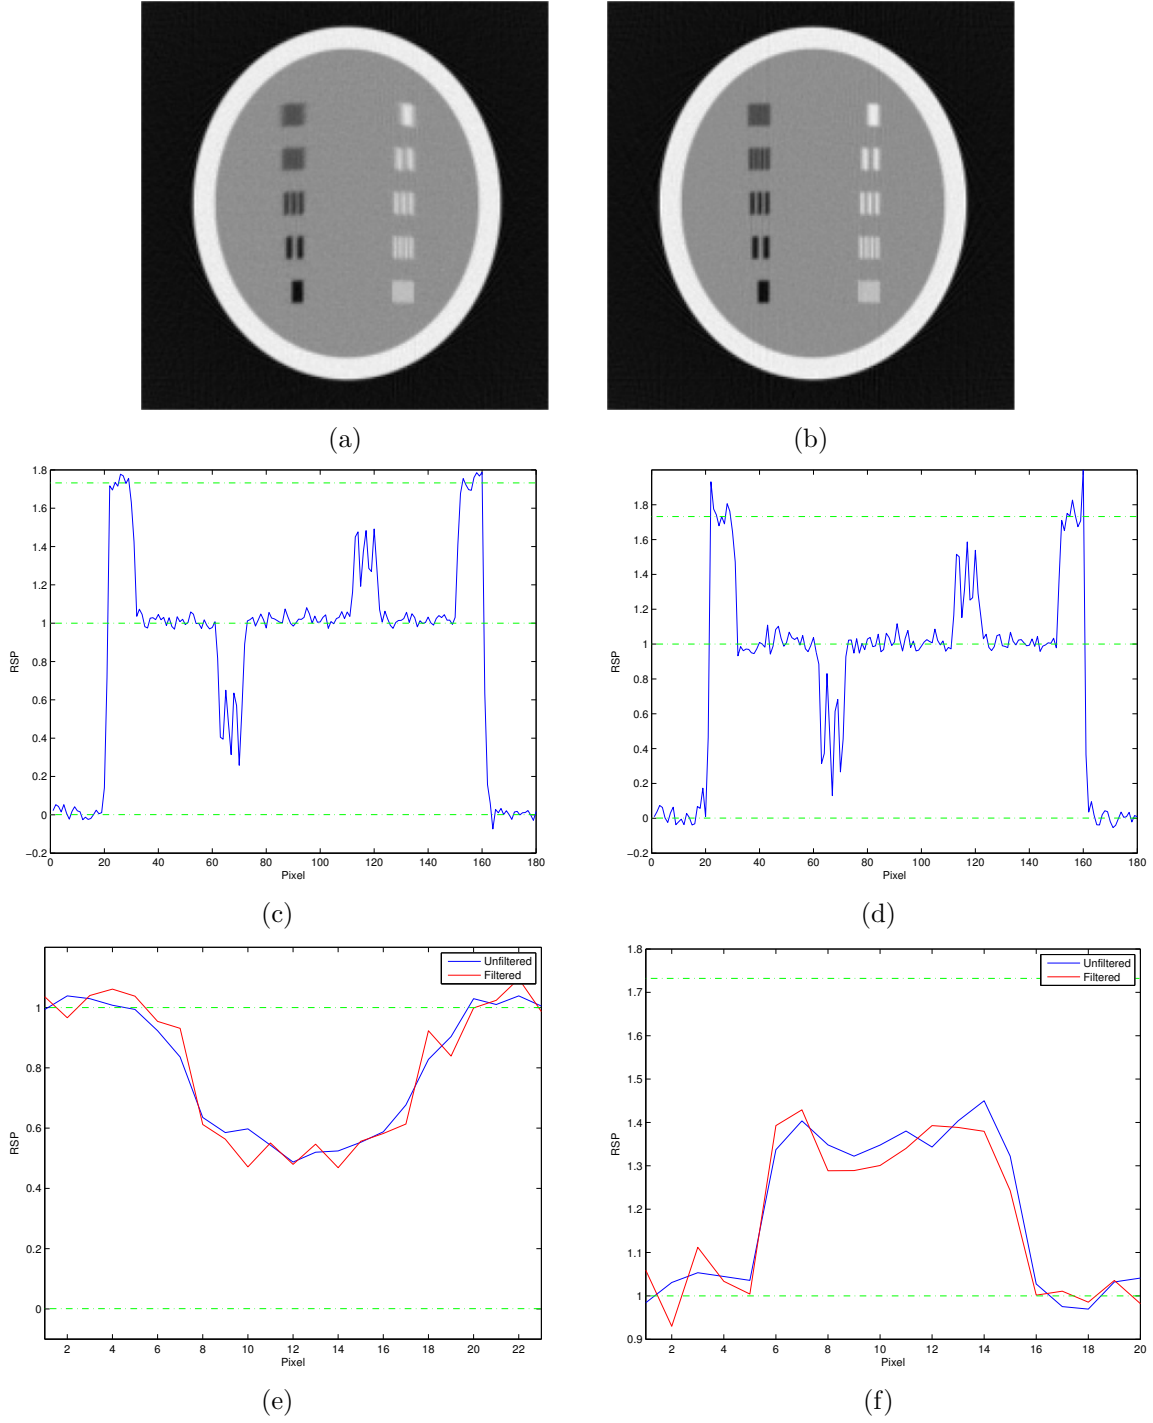 (a)
(b)
1.8
1.6
1.4
1.2
1
0.8
0.6
0.4
0.2
0
−0.2
RSP
0 20 40 60 80 100 120 140 160 180
Pixel
(c)
1.8
1.6
1.4
1.2
1
0.8
0.6
0.4
0.2
0
−0.2
RSP
0 20 40 60 80 100 120 140 160 180
Pixel
(d)
Unfiltered
Filtered
1
0.8
0.6
0.4
0.2
0
RSP
2 4 6 8 10 12 14 16 18 20 22
Pixel
(e)
Unfiltered
Filtered
1.8
1.7
1.6
1.5
1.4
1.3
1.2
1.1
1
0.9
RSP
2 4 6 8 10 12 14 16 18 20
Pixel
(f)